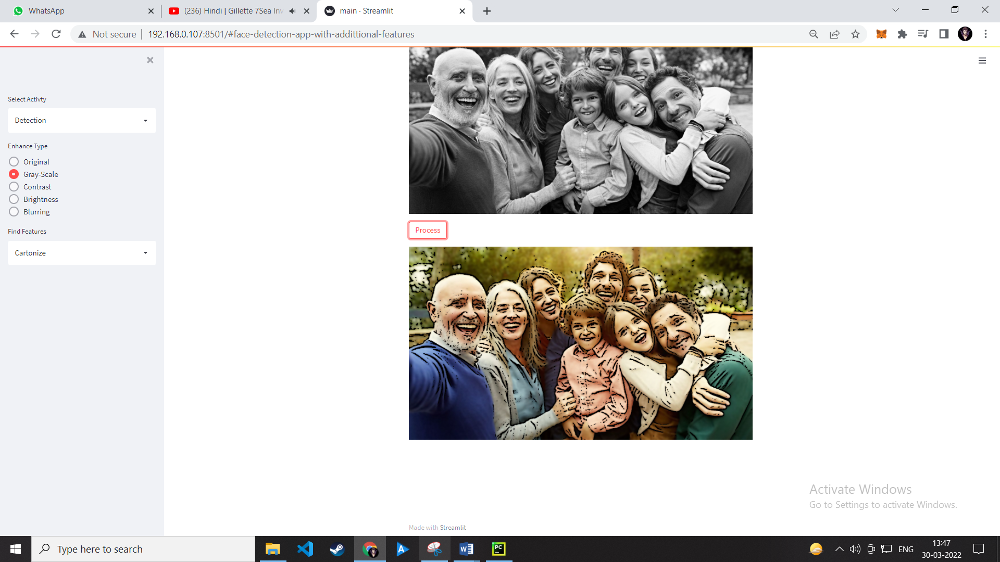 WhatsApp
(236) Hindi | Gillette 7Sea Inv
main · Streamlit
Not secure
192.168.0.107:8501/#face-detection-app-with-addittional-features
Select Activty
Detection
Enhance Type
Original
Gray-Scale
Contrast
Brightness
Blurring
Find Features
Cartonize
Process
Activate Windows
Go to Settings to activate Windows.
Made with Streamlit
Type here to search
W
PC
ENG
13:47
30-03-2022